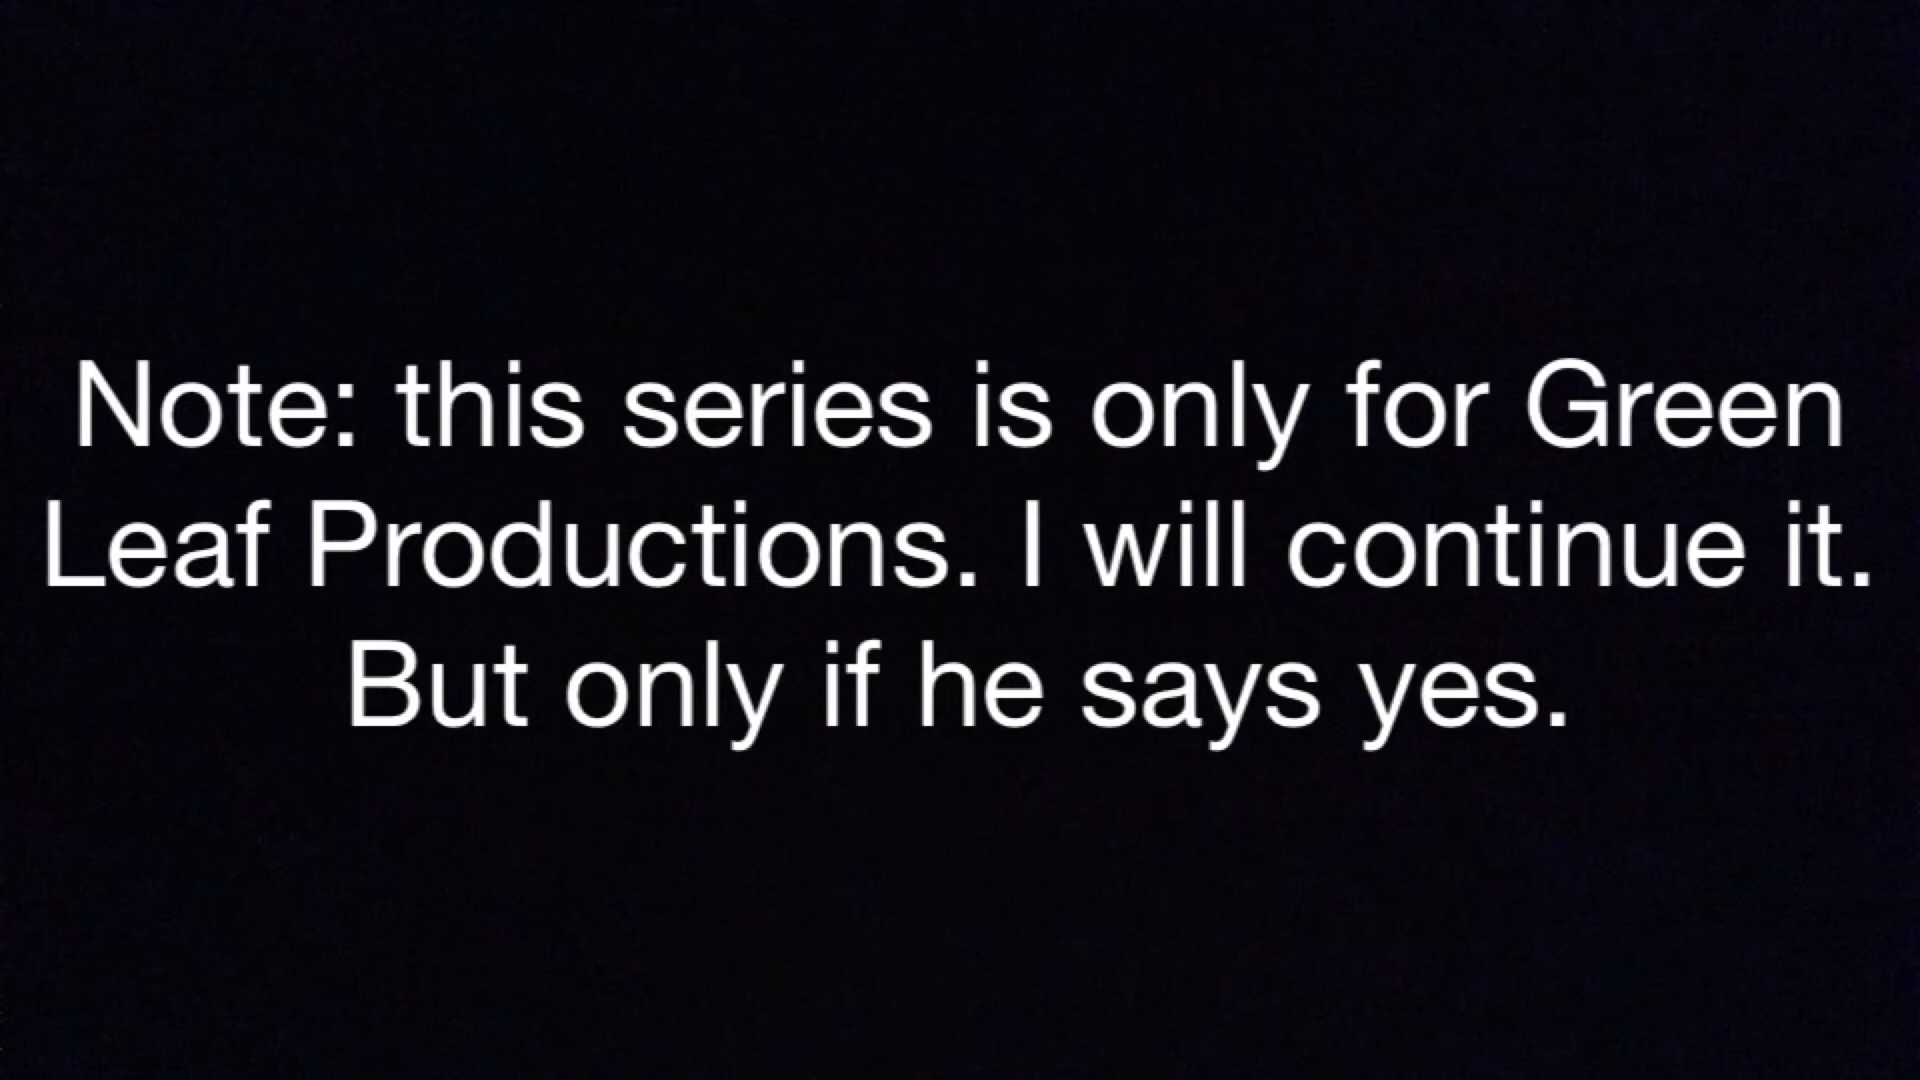 Note: this series is only for Green
Leaf Productions. I will continue it.
But only if he says yes.